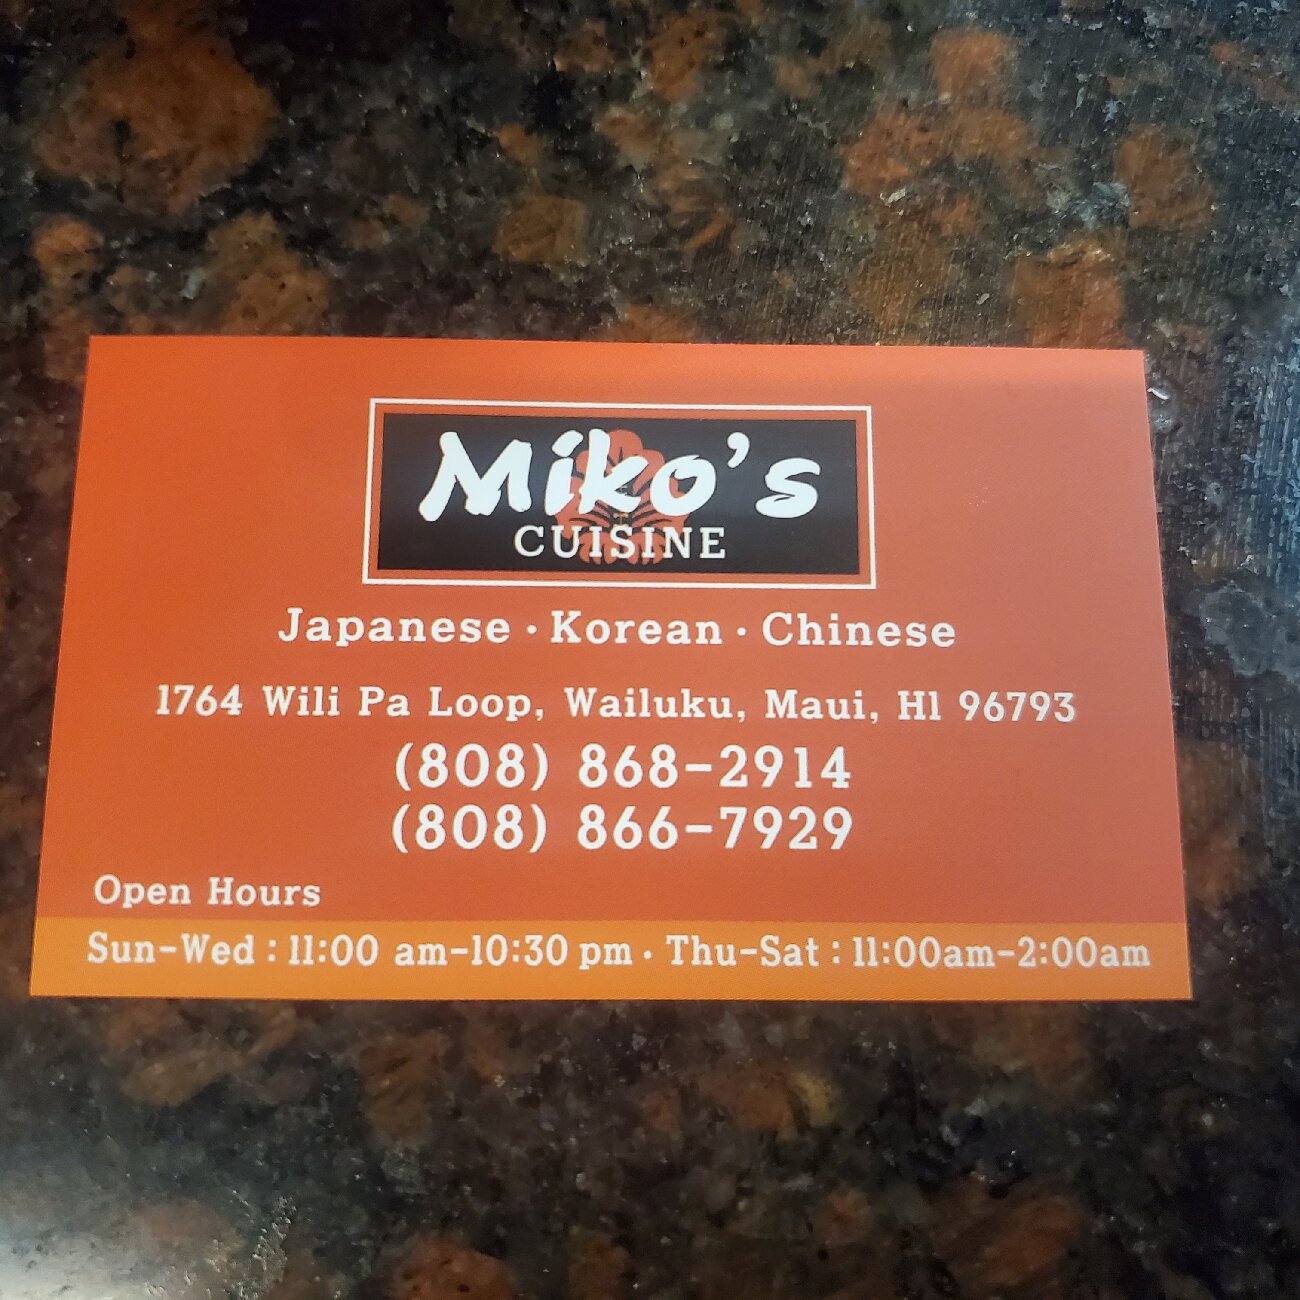 Miko's
CUISINE
Japanese · Korean · Chinese
1764 Wili Pa Loop, Wailuku, Maui, Hl 96793
(808) 868-2914
(808) 866-7929
Open Hours
Sun-Wed : 11:00 am-10:30 pm · Thu-Sat : 11:00am-2:00am